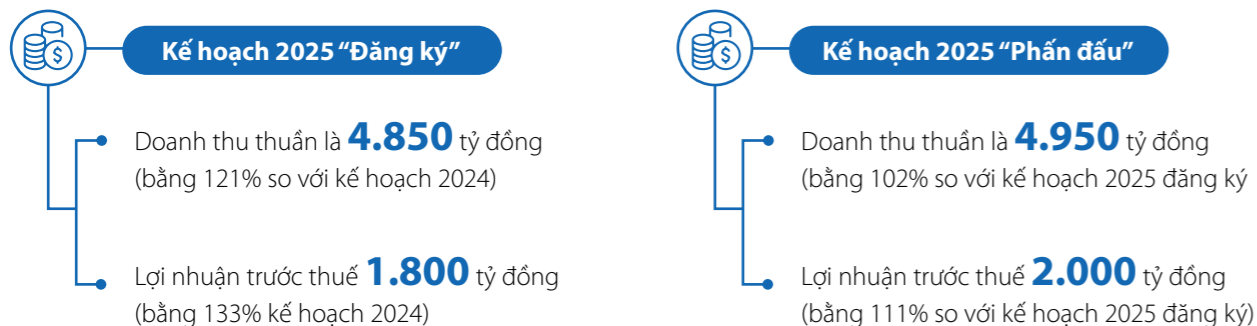 Kế hoạch 2025 “Đăng ký”
Doanh thu thuần là 4.850 tỷ đồng
(bằng 121% so với kế hoạch 2024)
Lợi nhuận trước thuế 1.800 tỷ đồng
(bằng 133% kế hoạch 2024)
Kế hoạch 2025 “Phấn đấu”
Doanh thu thuần là 4.950 tỷ đồng
(bằng 102% so với kế hoạch 2025 đăng ký
Lợi nhuận trước thuế 2.000 tỷ đồng
(bằng 111% so với kế hoạch 2025 đăng ký)